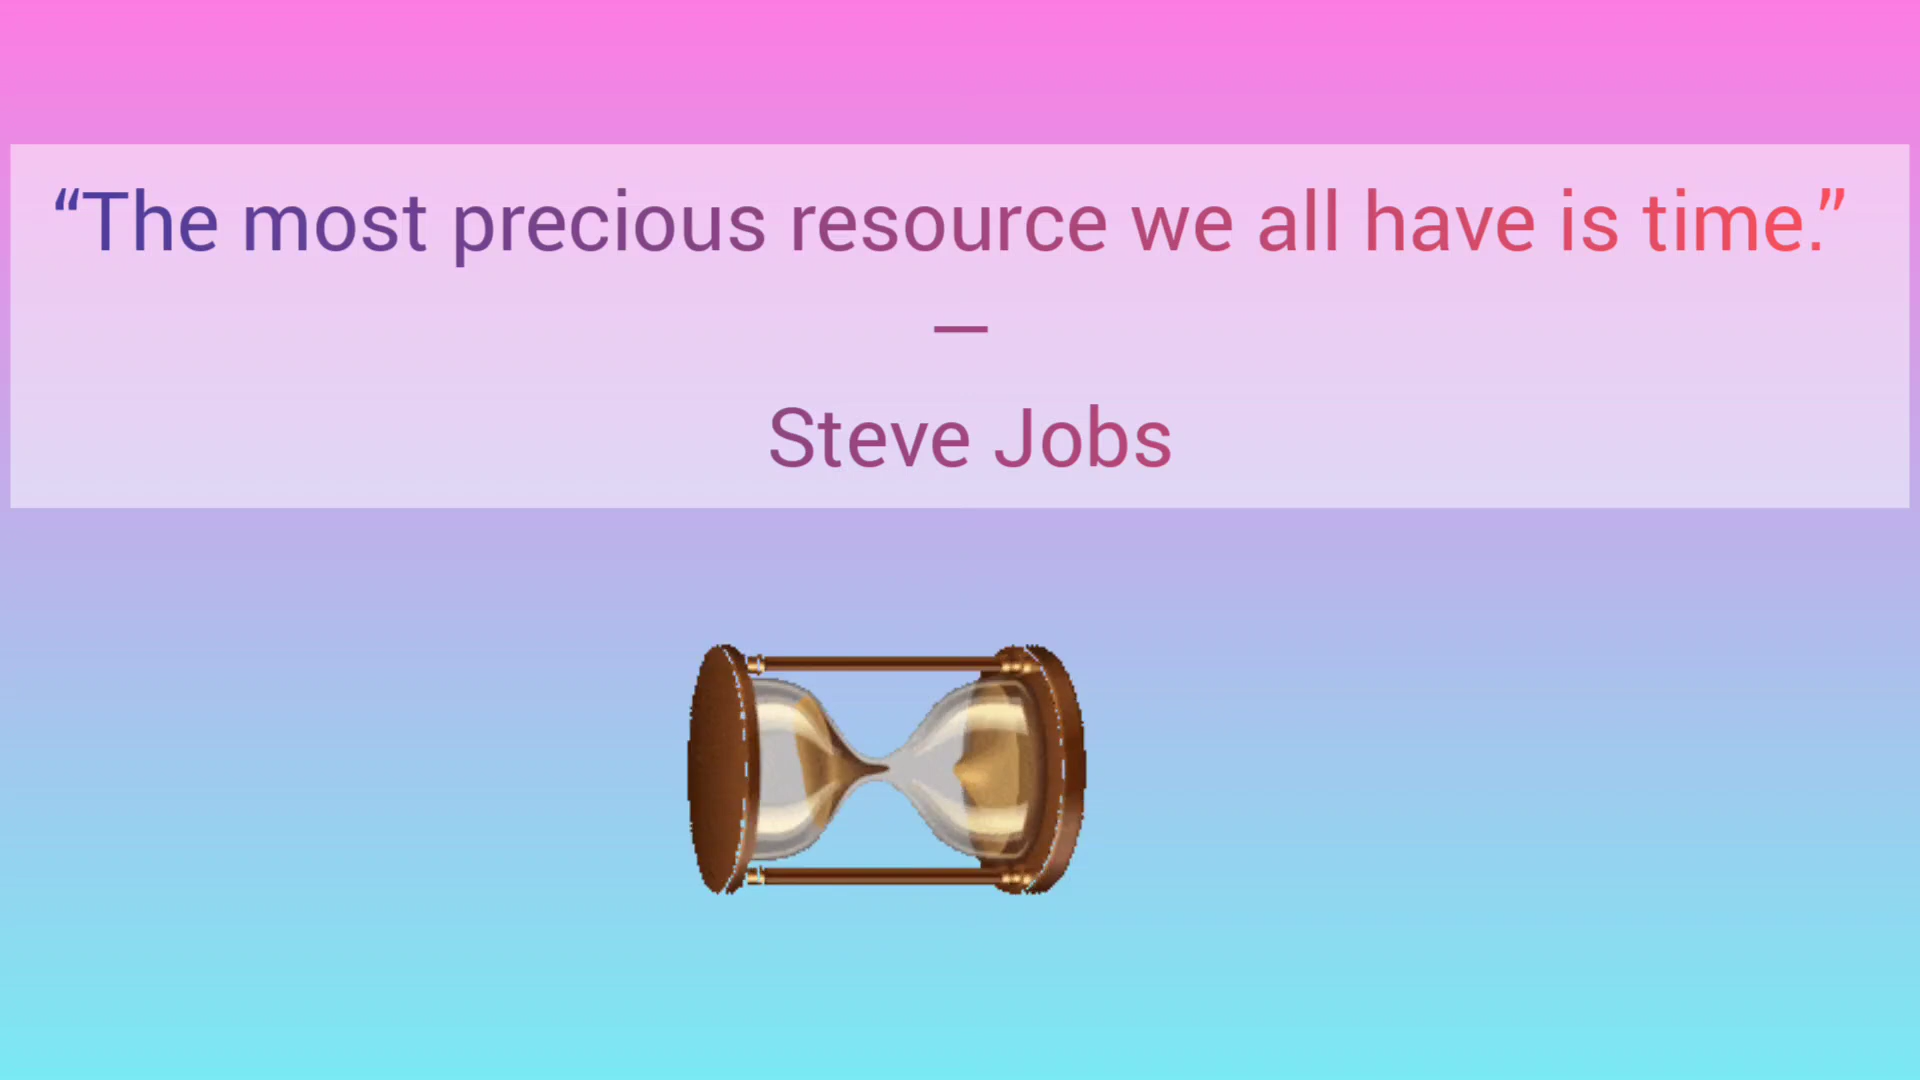 “The most precious resource we all have is time.”
—
Steve Jobs